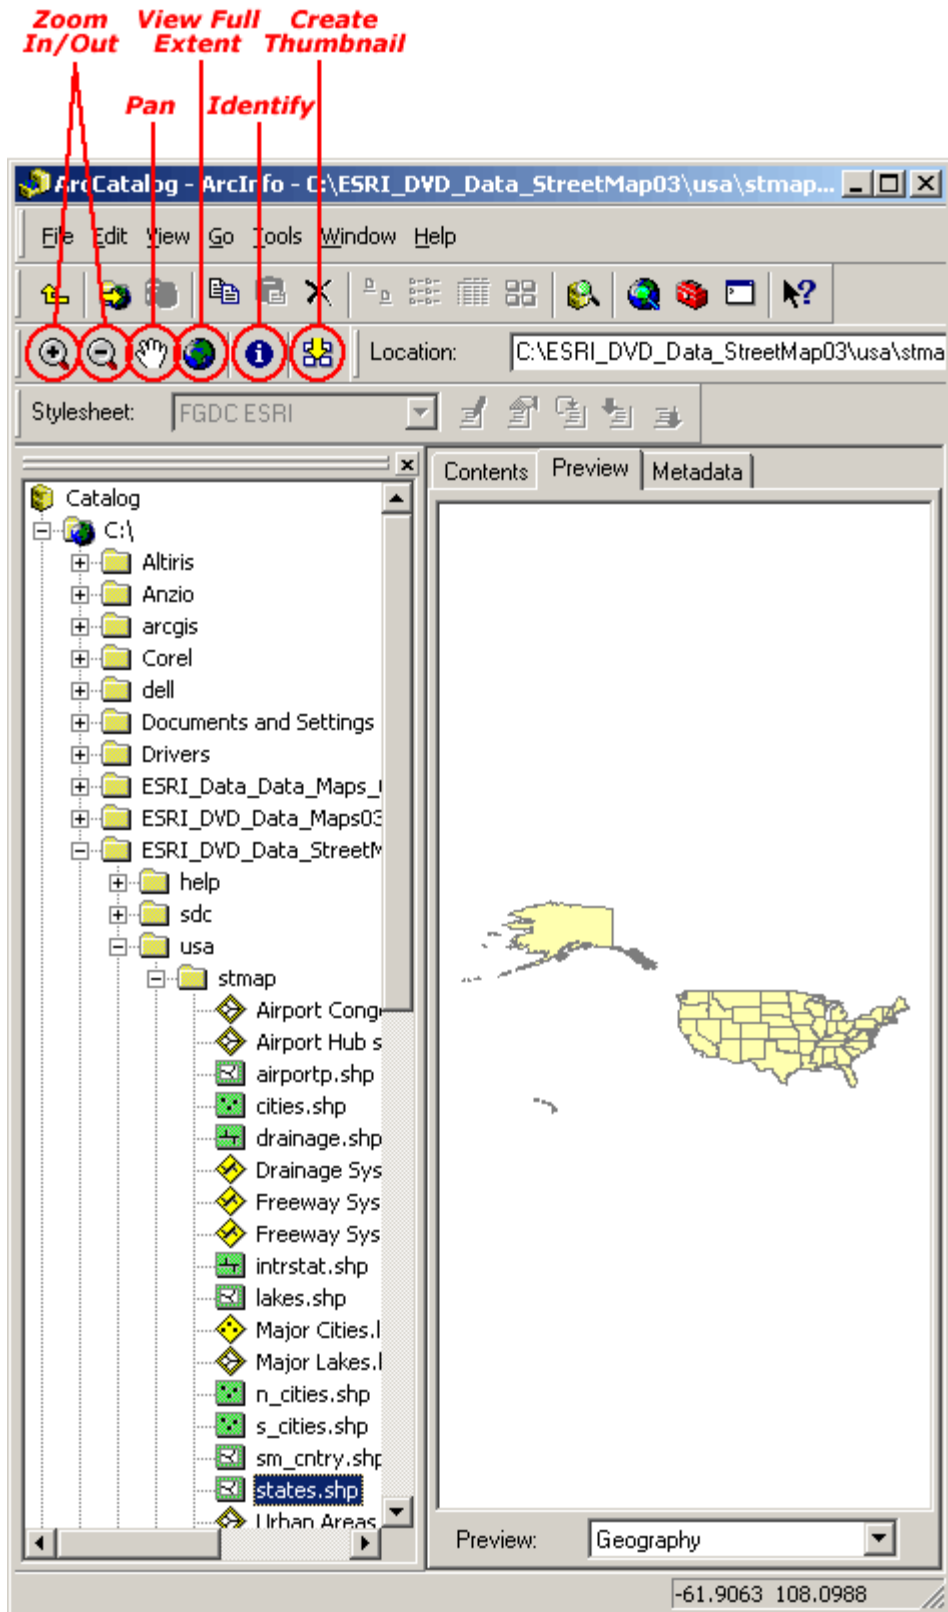 Zoom In/Out
View Full Extent
Create Thumbnail
Pan
Identify
ArcCatalog - ArcInfo - C:\ESRI_DVD_Data_StreetMap03\usa\stmap...
File Edit View Go Tools Window Help
Location: C:\ESRI_DVD_Data_StreetMap03\usa\stma
Stylesheet: FGDC ESRI
Contents Preview Metadata
Catalog
C:\
Altiris
Anzio
arcgis
Corel
dell
Documents and Settings
Drivers
ESRI_Data_Data_Maps_
ESRI_DVD_Data_Maps03
ESRI_DVD_Data_StreetM
help
sdc
usa
stmap
Airport Cong
Airport Hub s
airportp.shp
cities.shp
drainage.shp
Drainage Sys
Freeway Sys
Freeway Sys
intrstat.shp
lakes.shp
Major Cities.l
Major Lakes.l
n_cities.shp
s_cities.shp
sm_cntry.shp
states.shp
Urban Areas
Preview: Geography
-61.9063 108.0988